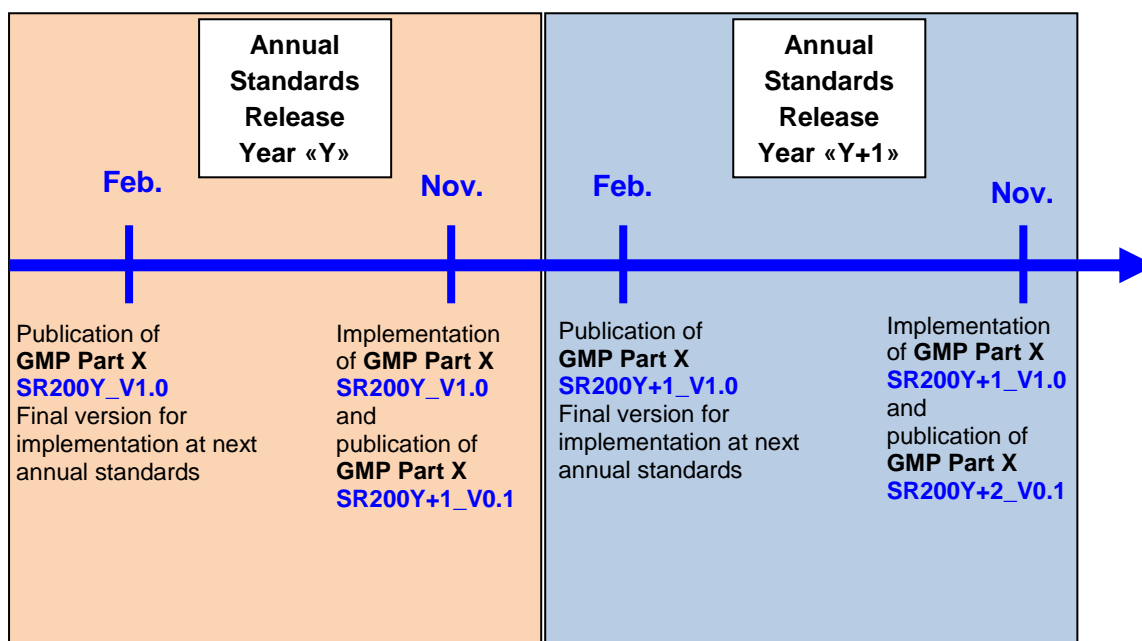 Annual
Standards
Release
Year «Y»
Annual
Standards
Release
Year «Y+1»
Feb.
Nov.
Feb.
Nov.
Publication of
GMP Part X
SR200Y_V1.0
Final version for
implementation at next
annual standards
Implementation
of GMP Part X
SR200Y_V1.0
and
publication of
GMP Part X
SR200Y+1_V0.1
Publication of
GMP Part X
SR200Y+1_V1.0
Final version for
implementation at next
annual standards
Implementation
of GMP Part X
SR200Y+1_V1.0
and
publication of
GMP Part X
SR200Y+2_V0.1